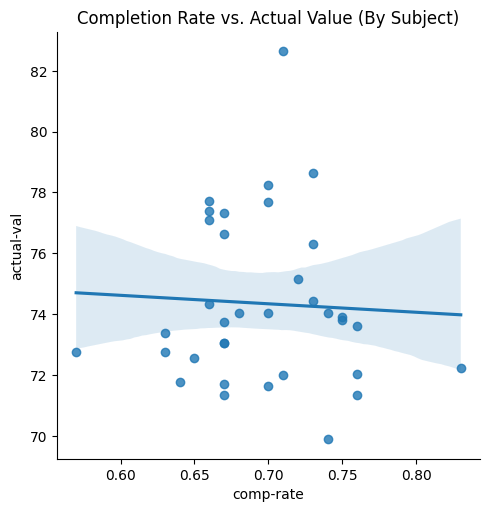 Completion Rate vs. Actual Value (By Subject)
82
80
78
76
74
72
70
actual-val
0.60 0.65 0.70 0.75 0.80
comp-rate